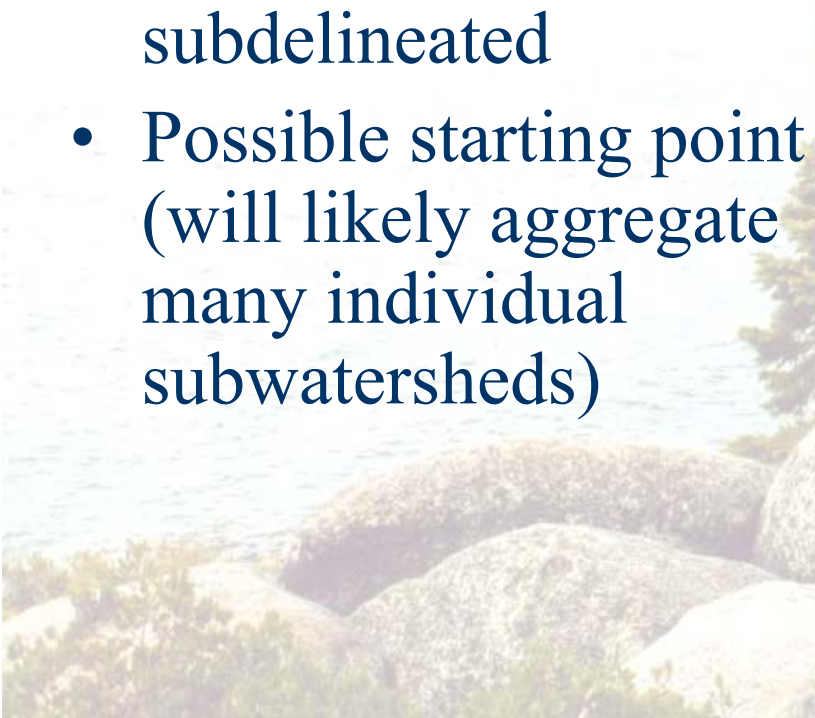 subdelineated
• Possible starting point
(will likely aggregate
many individual
subwatersheds)